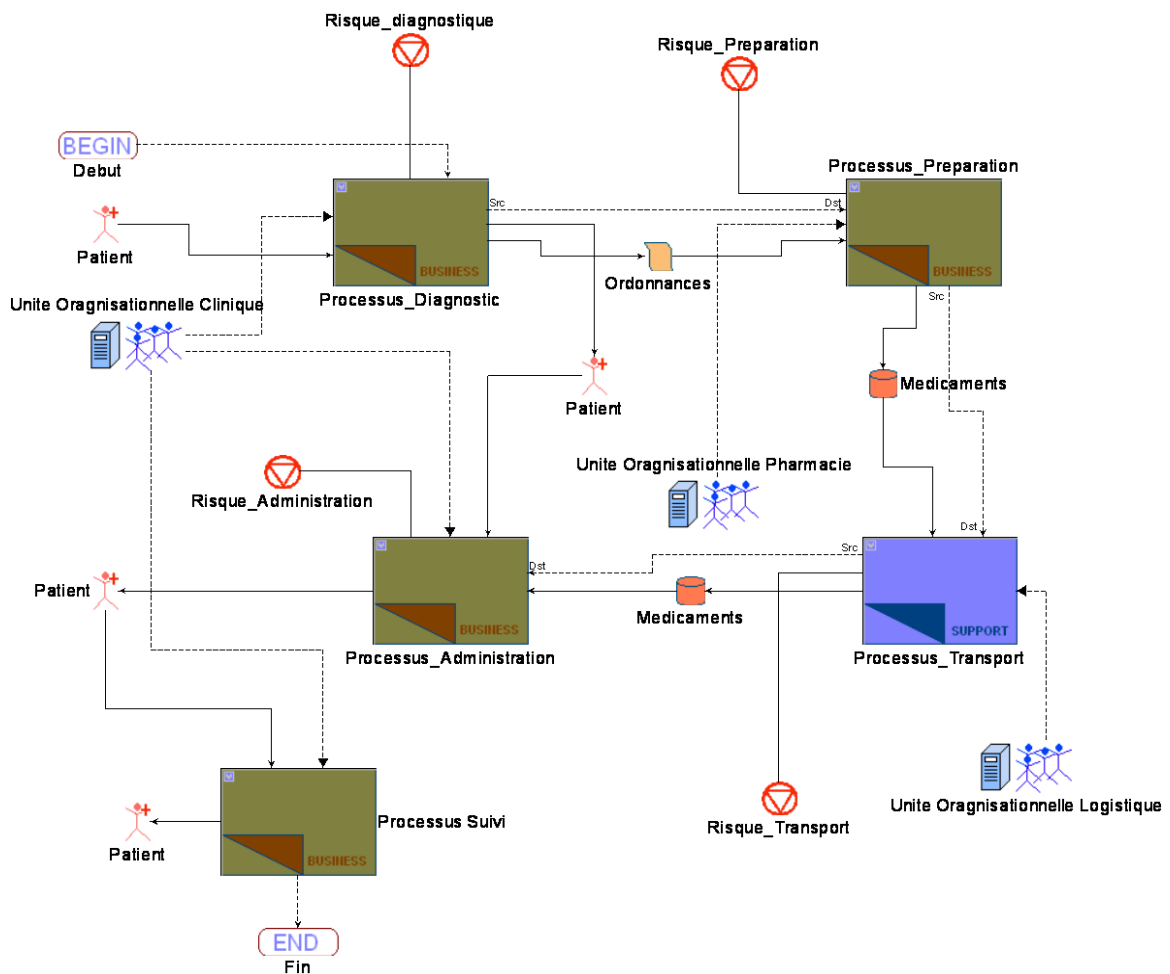 Risque_diagnostique
Risque_Preparation
BEGIN
Debut
Processus_Preparation
Src
Dst
Patient
BUSINESS
Ordonnances
BUSINESS
Unite Oragnisationnelle Clinique
Processus_Diagnostic
Src
Medicaments
Patient
Unite Oragnisationnelle Pharmacie
Risque_Administration
Dst
Src
Dst
Patient
Medicaments
BUSINESS
SUPPORT
Processus_Administration
Processus_Transport
Unite Oragnisationnelle Logistique
Processus Suivi
Risque_Transport
Patient
BUSINESS
END
Fin